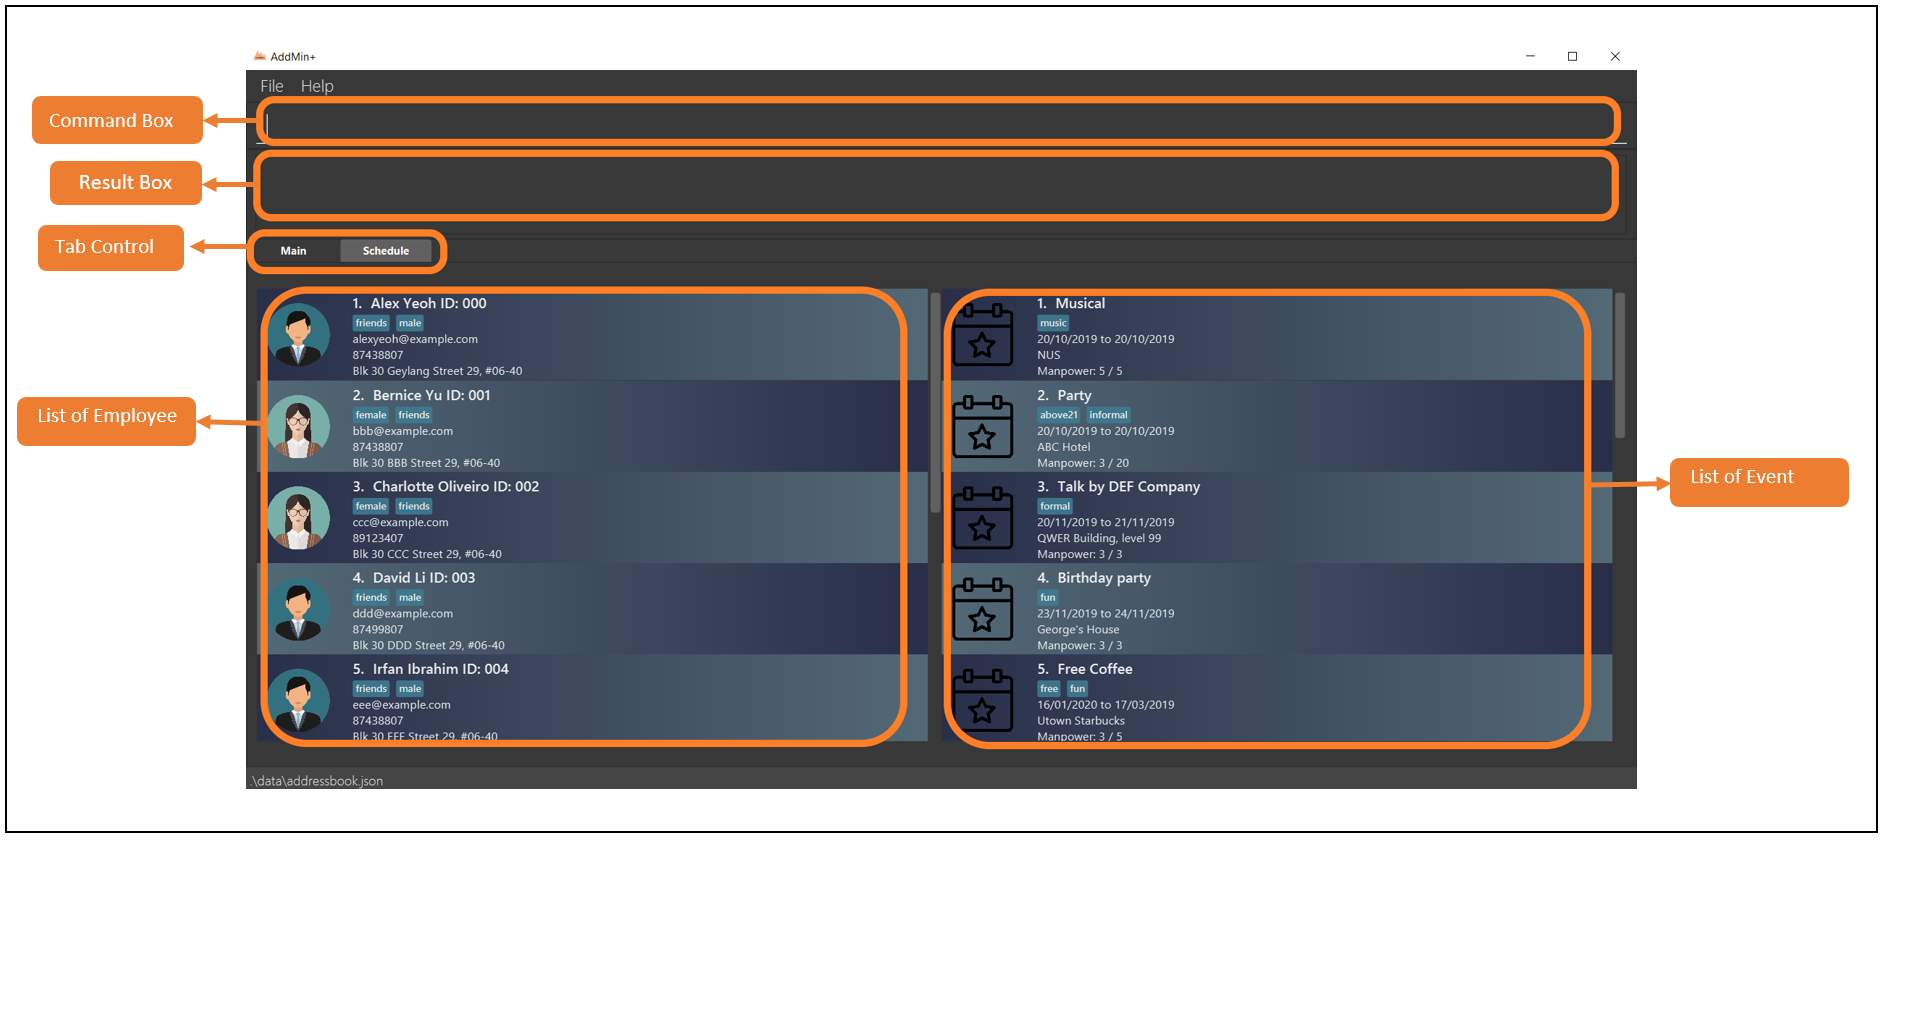 AddMin+
File Help
Command Box
Result Box
Tab Control
Main Schedule
List of Employee
1. Alex Yeoh ID: 000
friends male
alexyeoh@example.com
87438807
Blk 30 Geylang Street 29, #06-40
2. Bernice Yu ID: 001
female friends
bbb@example.com
87438807
Blk 30 BBB Street 29, #06-40
3. Charlotte Oliveiro ID: 002
female friends
ccc@example.com
89123407
Blk 30 CCC Street 29, #06-40
4. David Li ID: 003
friends male
ddd@example.com
87499807
Blk 30 DDD Street 29, #06-40
5. Irfan Ibrahim ID: 004
friends male
eee@example.com
87438807
Blk 30 EEE Street 29, #06-40
1. Musical
music
20/10/2019 to 20/10/2019
NUS
Manpower: 5 / 5
2. Party
above21 informal
20/10/2019 to 20/10/2019
ABC Hotel
Manpower: 3 / 20
3. Talk by DEF Company
formal
20/11/2019 to 21/11/2019
QWER Building, level 99
Manpower: 3 / 3
4. Birthday party
fun
23/11/2019 to 24/11/2019
George's House
Manpower: 3 / 3
5. Free Coffee
free fun
16/01/2020 to 17/03/2019
Utown Starbucks
Manpower: 3 / 5
List of Event
.\data\addressbook.json